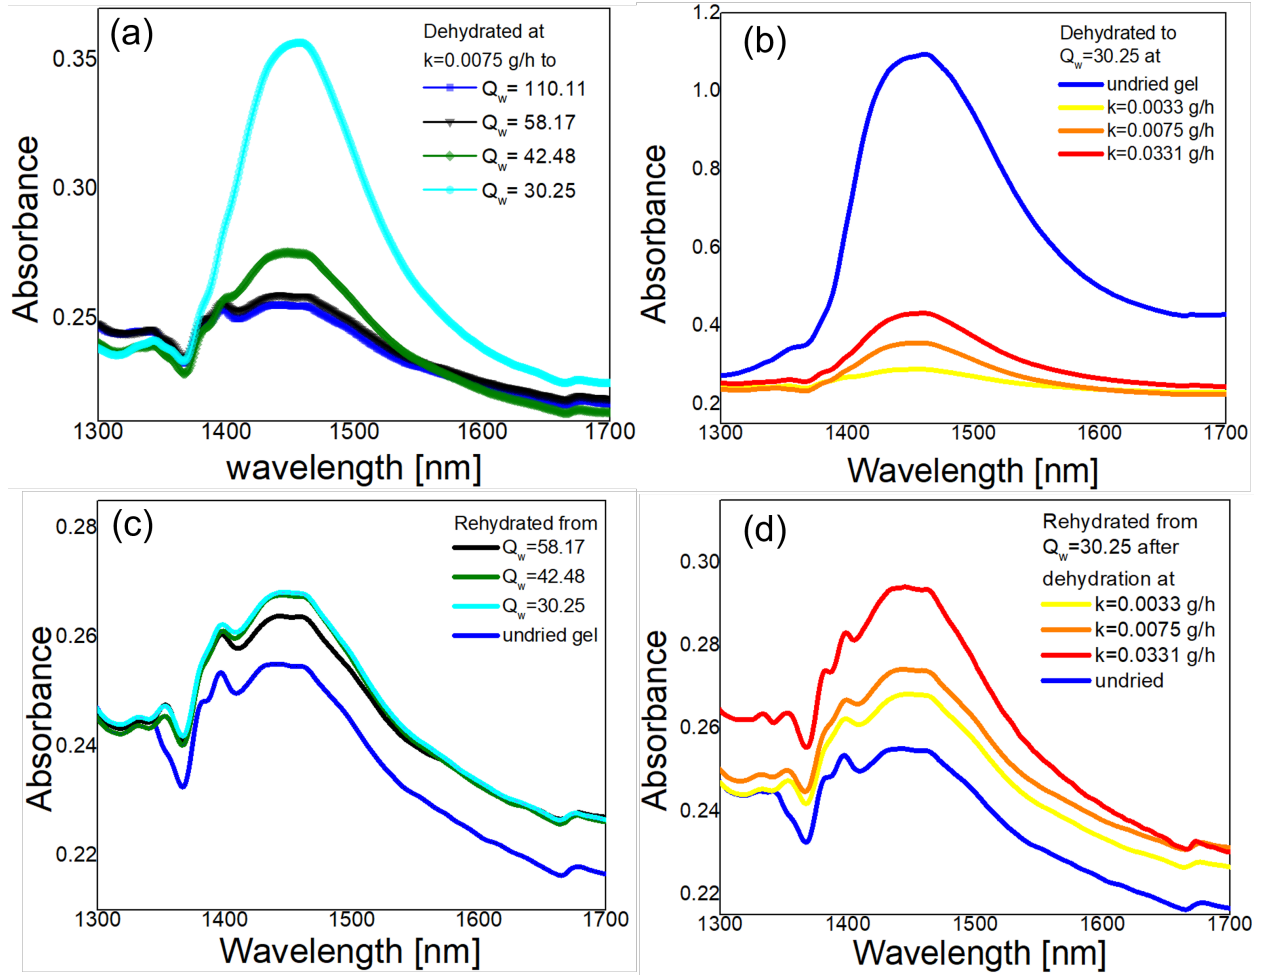 (a)
Dehydrated at
k=0.0075 g/h to
Qw= 110.11
Qw= 58.17
Qw= 42.48
Qw= 30.25
0.35
0.30
0.25
Absorbance
1300 1400 1500 1600 1700
wavelength [nm]
(b)
Dehydrated to
Qw=30.25 at
undried gel
k=0.0033 g/h
k=0.0075 g/h
k=0.0331 g/h
1.2
1.0
0.8
0.6
0.4
0.2
Absorbance
1300 1400 1500 1600 1700
Wavelength [nm]
(c)
Rehydrated from
Qw=58.17
Qw=42.48
Qw=30.25
undried gel
0.28
0.26
0.24
0.22
Absorbance
1300 1400 1500 1600 1700
Wavelength [nm]
(d)
Rehydrated from
Qw=30.25 after
dehydration at
k=0.0033 g/h
k=0.0075 g/h
k=0.0331 g/h
undried
0.30
0.28
0.26
0.24
0.22
Absorbance
1300 1400 1500 1600 1700
Wavelength [nm]